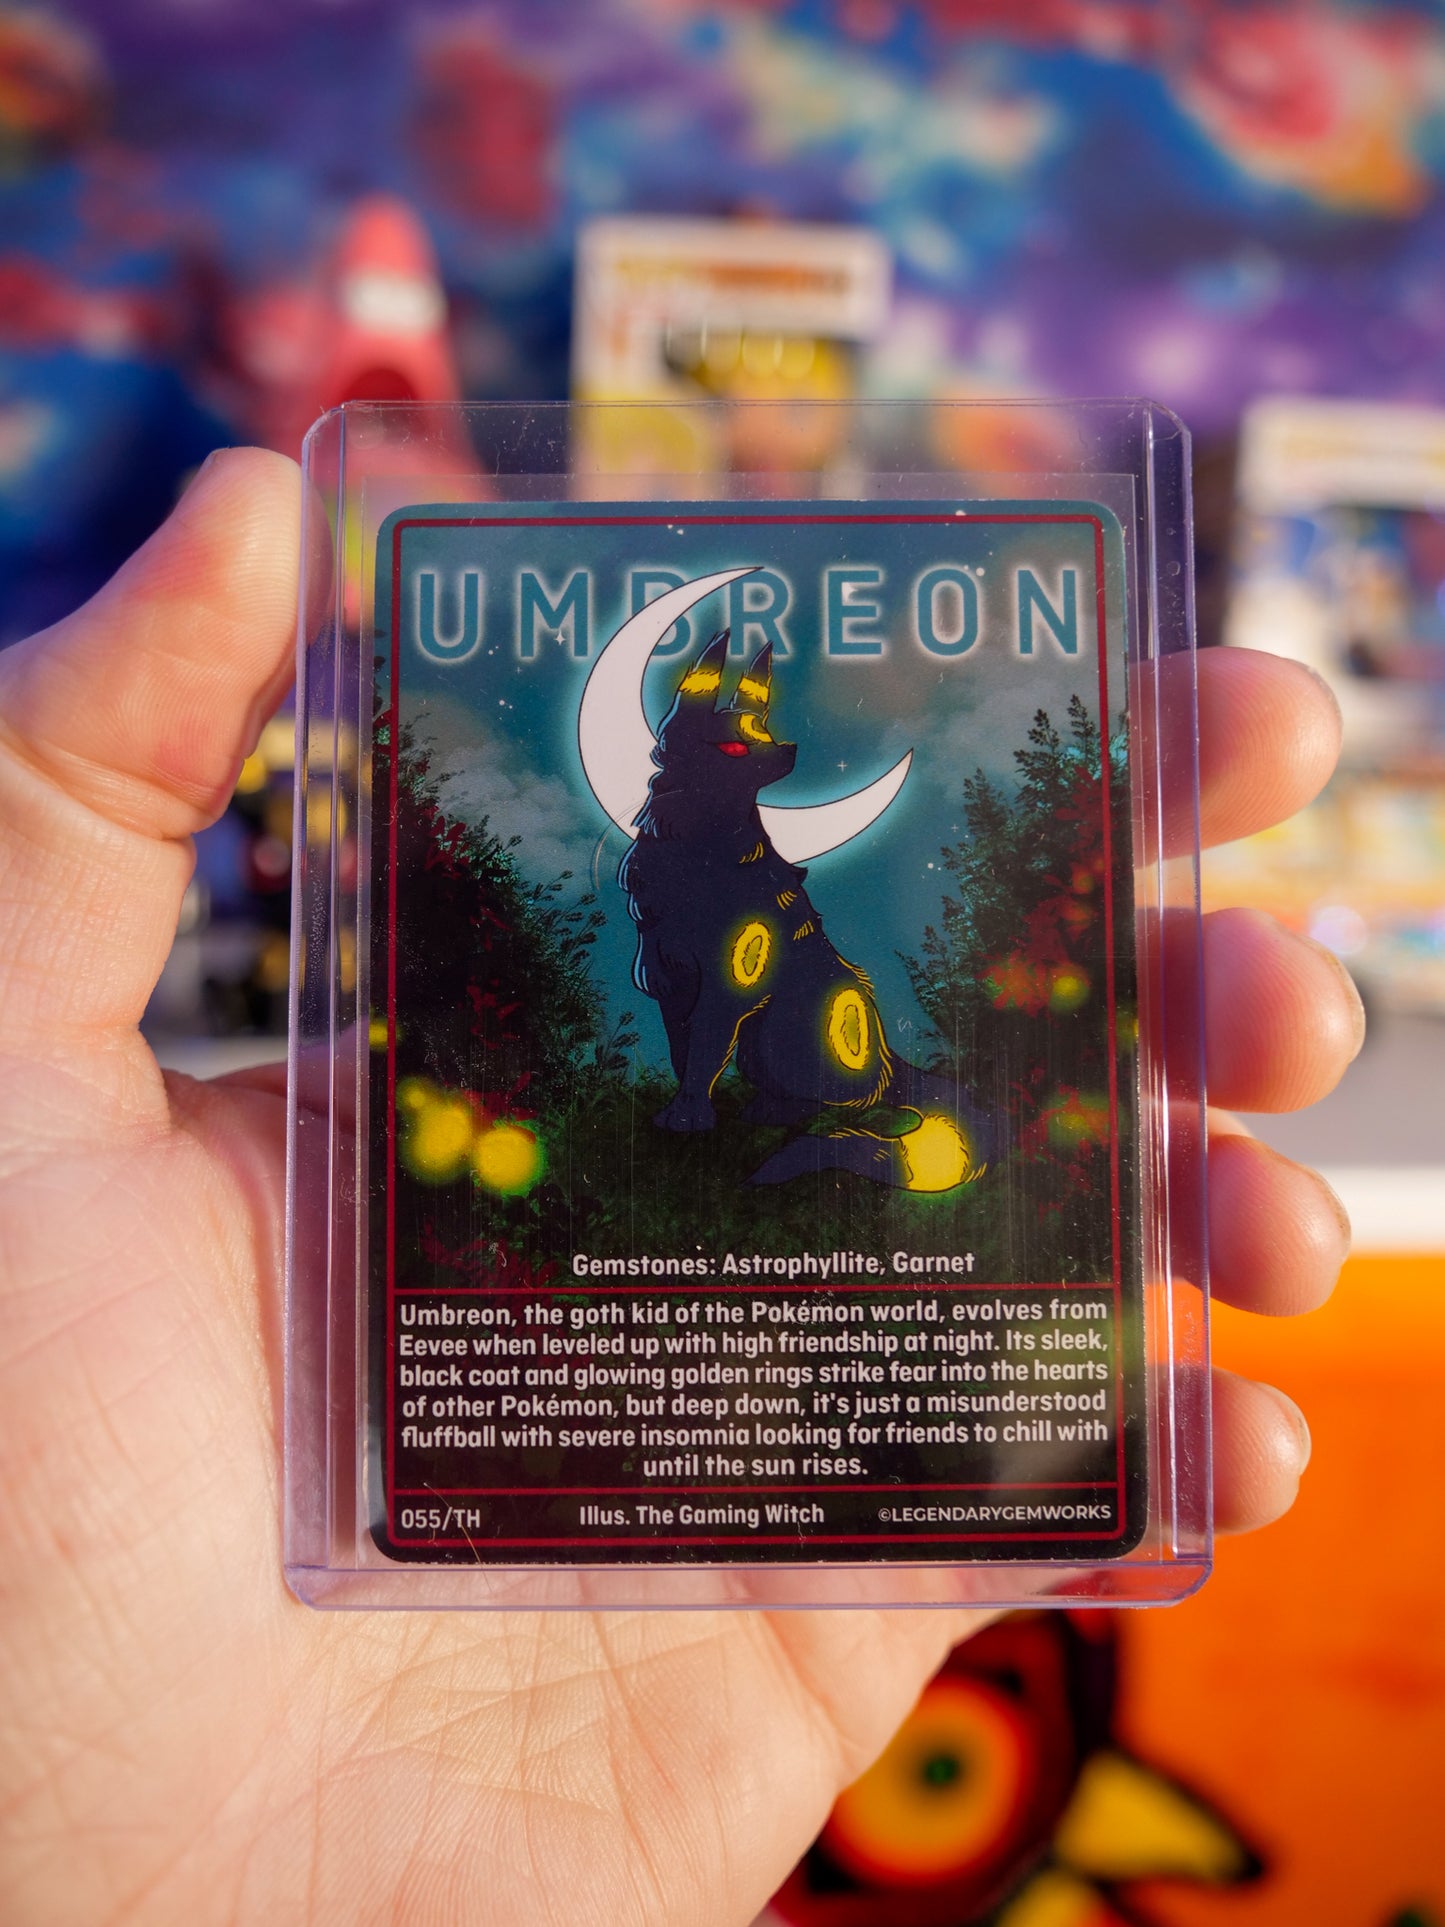 UMBREON
Gemstones: Astrophyllite, Garnet
Umbreon, the goth kid of the Pokémon world, evolves from
Eevee when leveled up with high friendship at night. Its sleek,
black coat and glowing golden rings strike fear into the hearts
of other Pokémon, but deep down, it's just a misunderstood
fluffball with severe insomnia looking for friends to chill with
until the sun rises.
055/TH Illus. The Gaming Witch ©LEGENDARYGEMWORKS